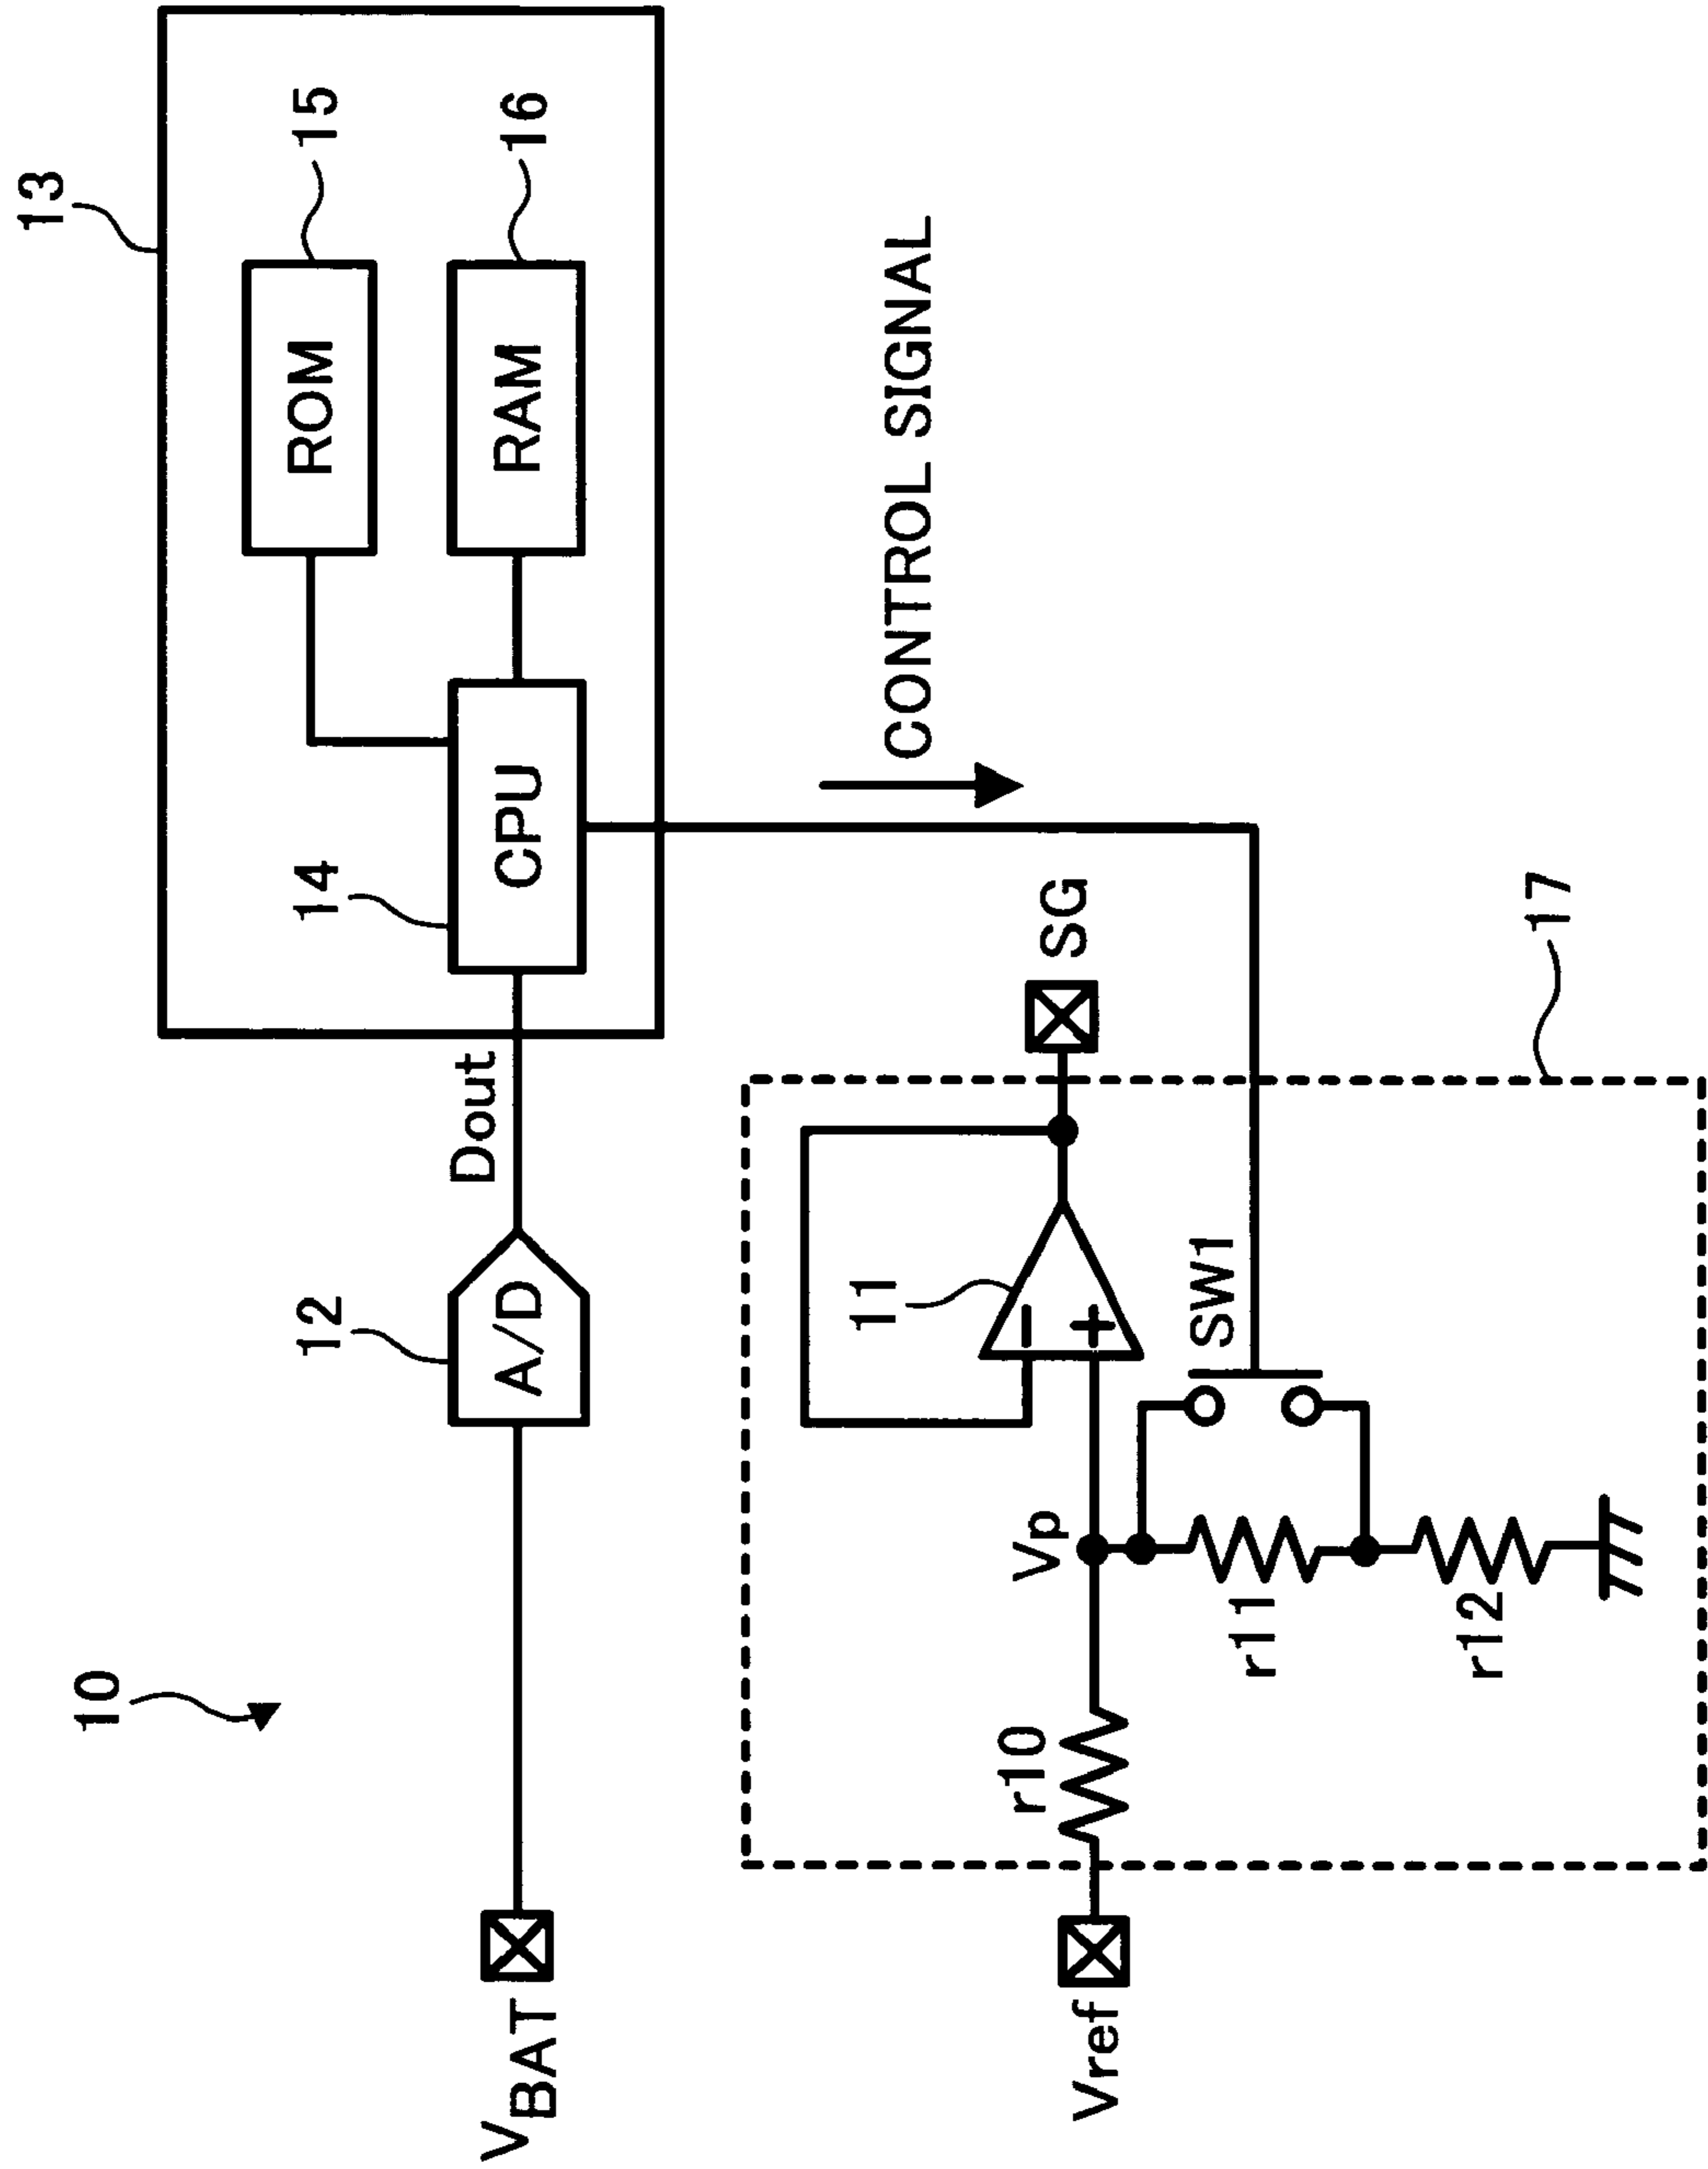 10
13
ROM
15
14
CPU
RAM
16
12
A/D
Dout
VBAT
CONTROL SIGNAL
11
−
+
SG
Vref
r10
Vp
SW1
r11
r12
17